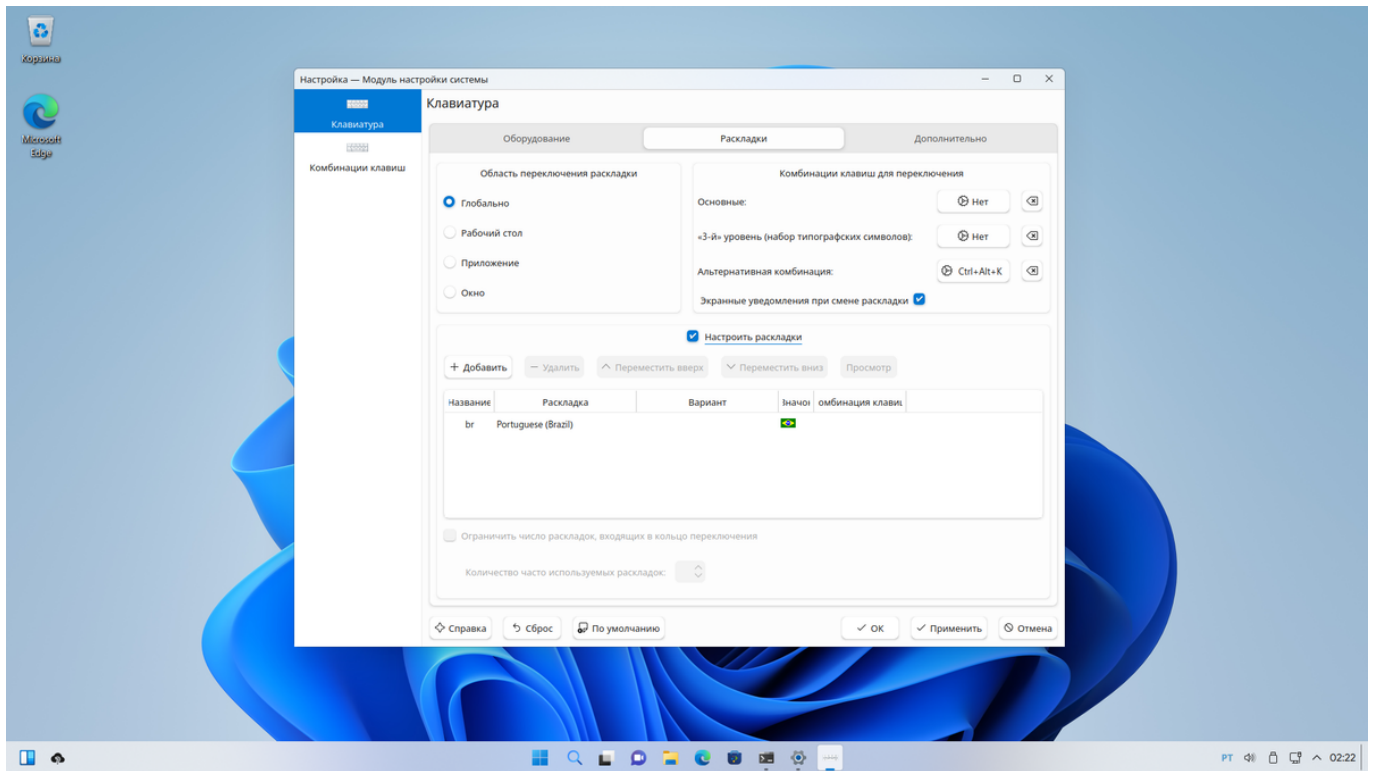 Корзина
Microsoft
Edge
Настройка — Модуль настройки системы
Клавиатура
Комбинации клавиш
Клавиатура
Оборудование
Раскладки
Дополнительно
Область переключения раскладки
Глобально
Рабочий стол
Приложение
Окно
Комбинации клавиш для переключения
Основные: Нет
«3-й» уровень (набор типографских символов): Нет
Альтернативная комбинация: Ctrl+Alt+K
Экранные уведомления при смене раскладки
Настроить раскладки
+ Добавить
− Удалить
Переместить вверх
Переместить вниз
Просмотр
Название Раскладка Вариант Значо омбинация клавиш
br Portuguese (Brazil)
Ограничить число раскладок, входящих в кольцо переключения
Количество часто используемых раскладок:
Справка
Сброс
По умолчанию
ОК
Применить
Отмена
PT
02:22